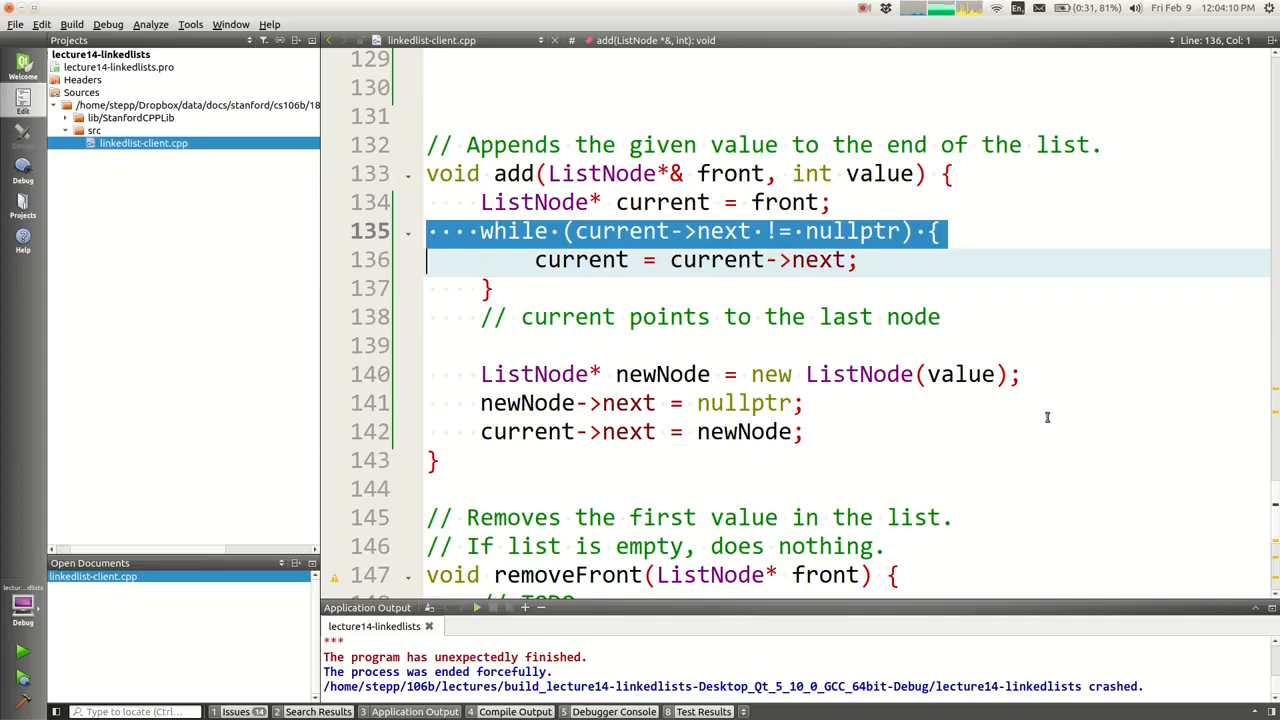 (0:31, 81%) Fri Feb 9 12:04:10 PM
File Edit Build Debug Analyze Tools Window Help
Projects
linkedlist-client.cpp
# add(ListNode *&, int): void
Line: 136, Col: 1
Welcome
Edit
Debug
Projects
lecture14-linkedlists
lecture14-linkedlists.pro
Headers
Sources
/home/stepp/Dropbox/data/docs/stanford/cs106b/18
lib/StanfordCPPLib
src
linkedlist-client.cpp
129
130
131
132 // Appends the given value to the end of the list.
133 void add(ListNode*& front, int value) {
134 ListNode* current = front;
135 ····while·(current->next·!=·nullptr)·{
136 current = current->next;
137 }
138 // current points to the last node
139
140 ListNode* newNode = new ListNode(value);
141 newNode->next = nullptr;
142 current->next = newNode;
143 }
144
145 // Removes the first value in the list.
146 // If list is empty, does nothing.
147 void removeFront(ListNode* front) {
Open Documents
linkedlist-client.cpp
lectur...dlists
Debug
Application Output
lecture14-linkedlists
***
The program has unexpectedly finished.
The process was ended forcefully.
/home/stepp/106b/lectures/build_lecture14-linkedlists-Desktop_Qt_5_10_0_GCC_64bit-Debug/lecture14-linkedlists crashed.
Type to locate (Ctrl+...
1 Issues 14
2 Search Results
3 Application Output
4 Compile Output
5 Debugger Console
8 Test Results